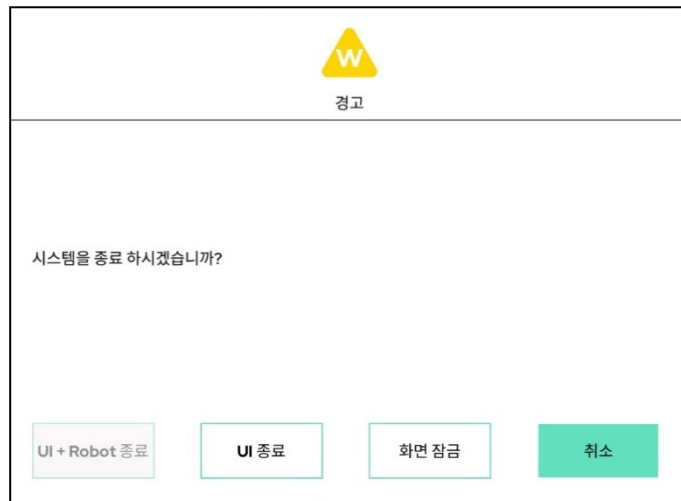 W
경고
시스템을 종료 하시겠습니까?
UI + Robot 종료
UI 종료
화면 잠금
취소